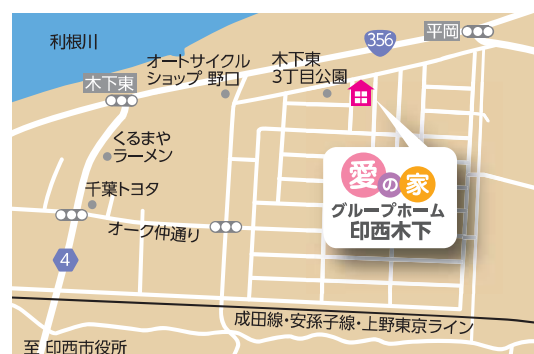 利根川
356
平岡
オートサイクル
ショップ 野口
木下東
3丁目公園
木下東
くるまや
ラーメン
愛の家
グループホーム
印西木下
千葉トヨタ
オーク仲通り
4
成田線・安孫子線・上野東京ライン
至 印西市役所